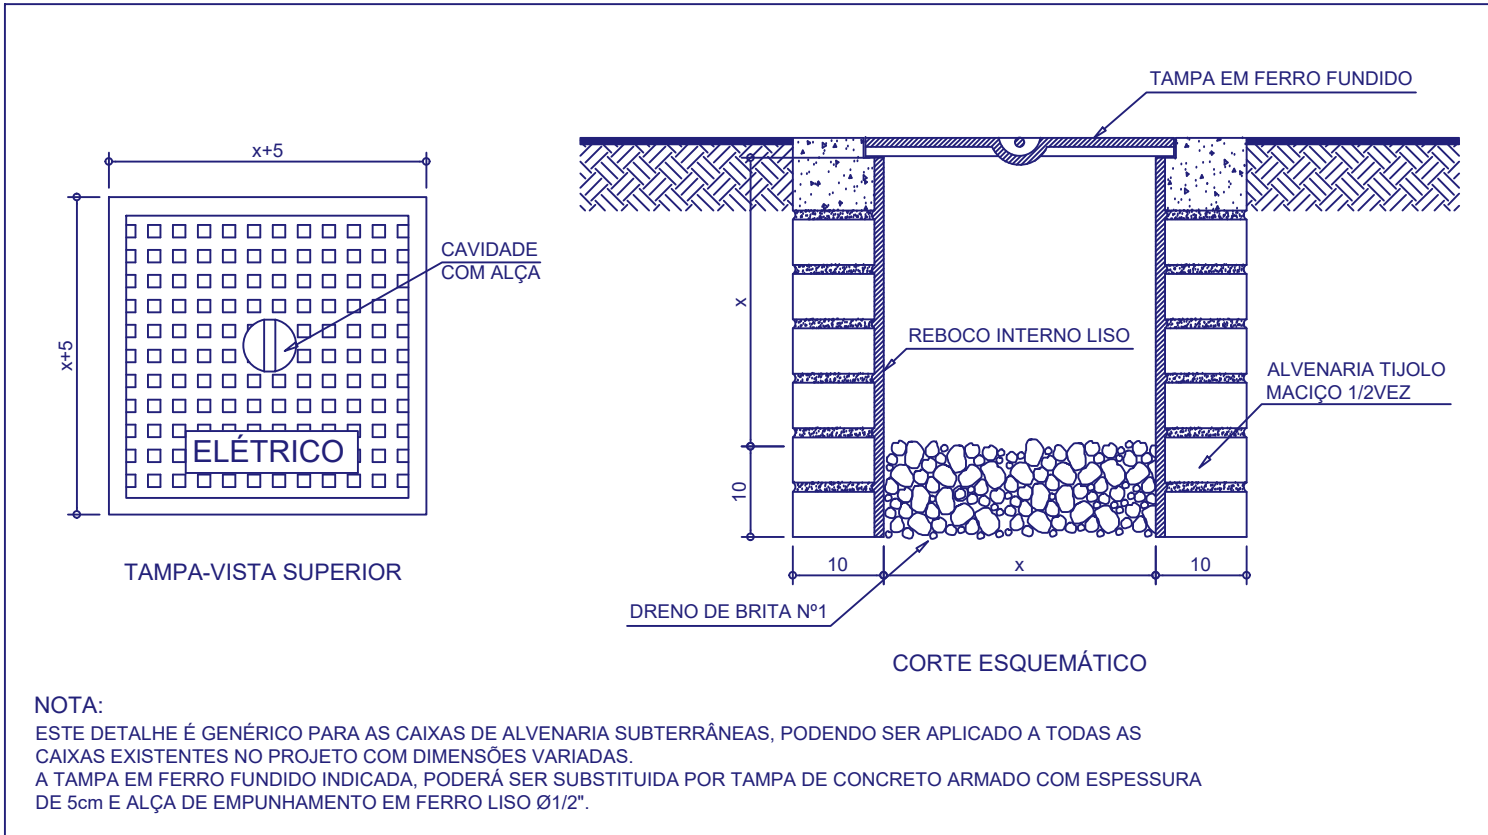 x+5
x+5
CAVIDADE
COM ALÇA
ELÉTRICO
TAMPA-VISTA SUPERIOR
TAMPA EM FERRO FUNDIDO
x
REBOCO INTERNO LISO
ALVENARIA TIJOLO
MACIÇO 1/2VEZ
10
10
x
10
DRENO DE BRITA Nº1
CORTE ESQUEMÁTICO
NOTA:
ESTE DETALHE É GENÉRICO PARA AS CAIXAS DE ALVENARIA SUBTERRÂNEAS, PODENDO SER APLICADO A TODAS AS
CAIXAS EXISTENTES NO PROJETO COM DIMENSÕES VARIADAS.
A TAMPA EM FERRO FUNDIDO INDICADA, PODERÁ SER SUBSTITUIDA POR TAMPA DE CONCRETO ARMADO COM ESPESSURA
DE 5cm E ALÇA DE EMPUNHAMENTO EM FERRO LISO Ø1/2".